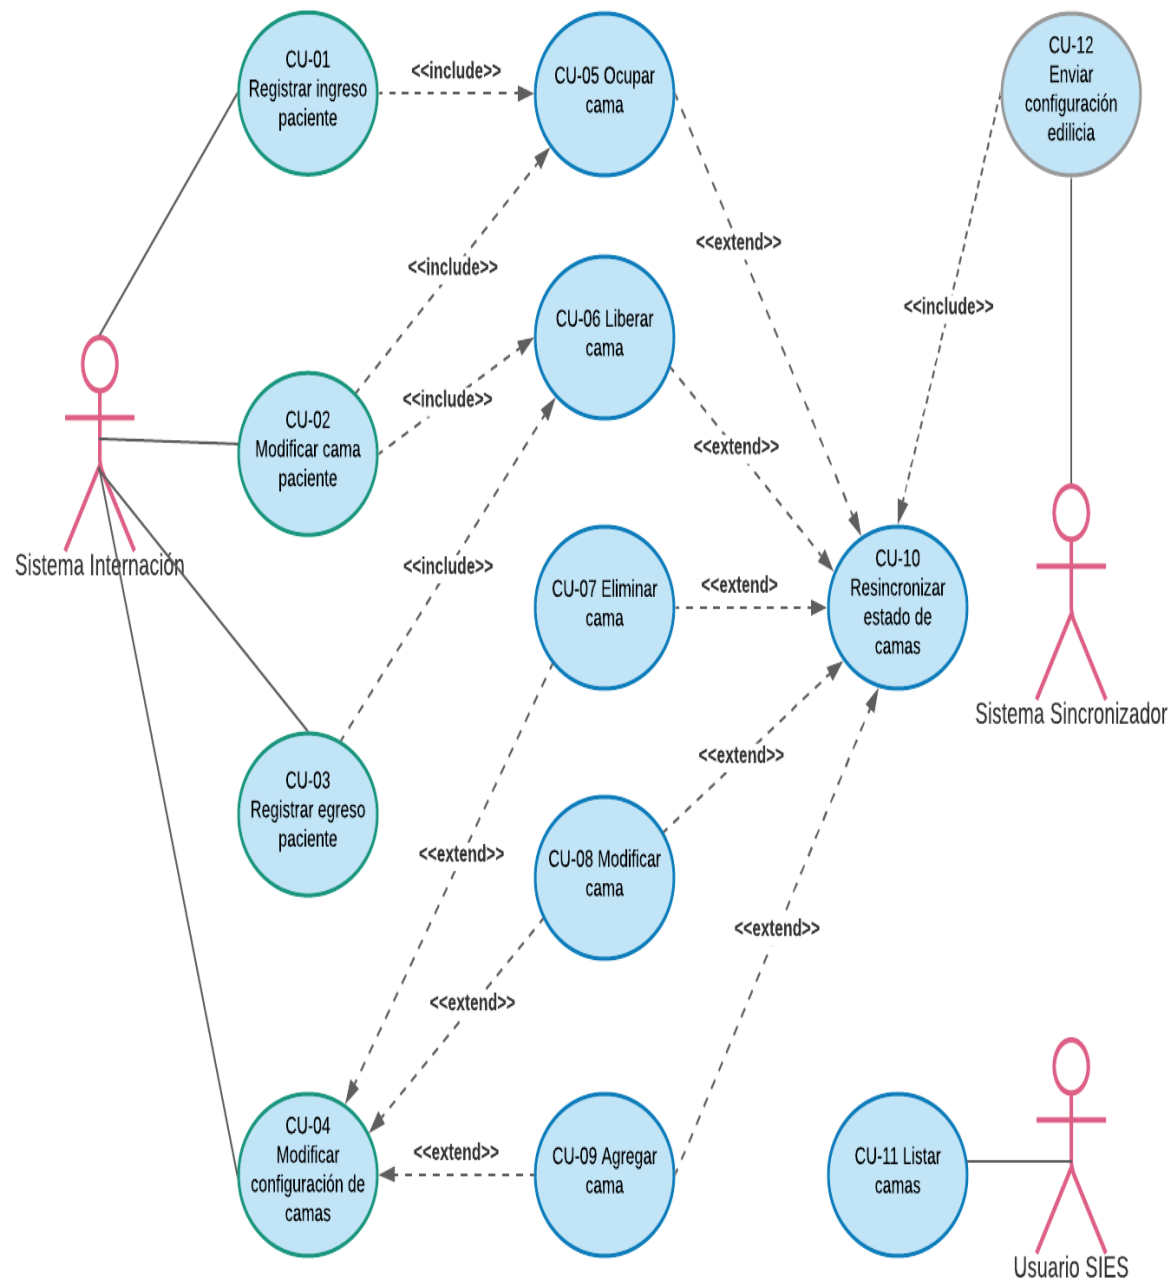 CU-01
Registrar ingreso
paciente
<<include>>
CU-05 Ocupar
cama
CU-12
Enviar
configuración
edilicia
<<extend>>
<<include>>
<<include>>
CU-06 Liberar
cama
<<include>>
CU-02
Modificar cama
paciente
<<extend>>
Sistema Internación
<<include>>
CU-07 Eliminar
cama
<<extend>
CU-10
Resincronizar
estado de
camas
Sistema Sincronizador
CU-03
Registrar egreso
paciente
<<extend>>
<<extend>>
CU-08 Modificar
cama
<<extend>>
<<extend>>
CU-04
Modificar
configuración de
camas
<<extend>>
CU-09 Agregar
cama
CU-11 Listar
camas
Usuario SIES